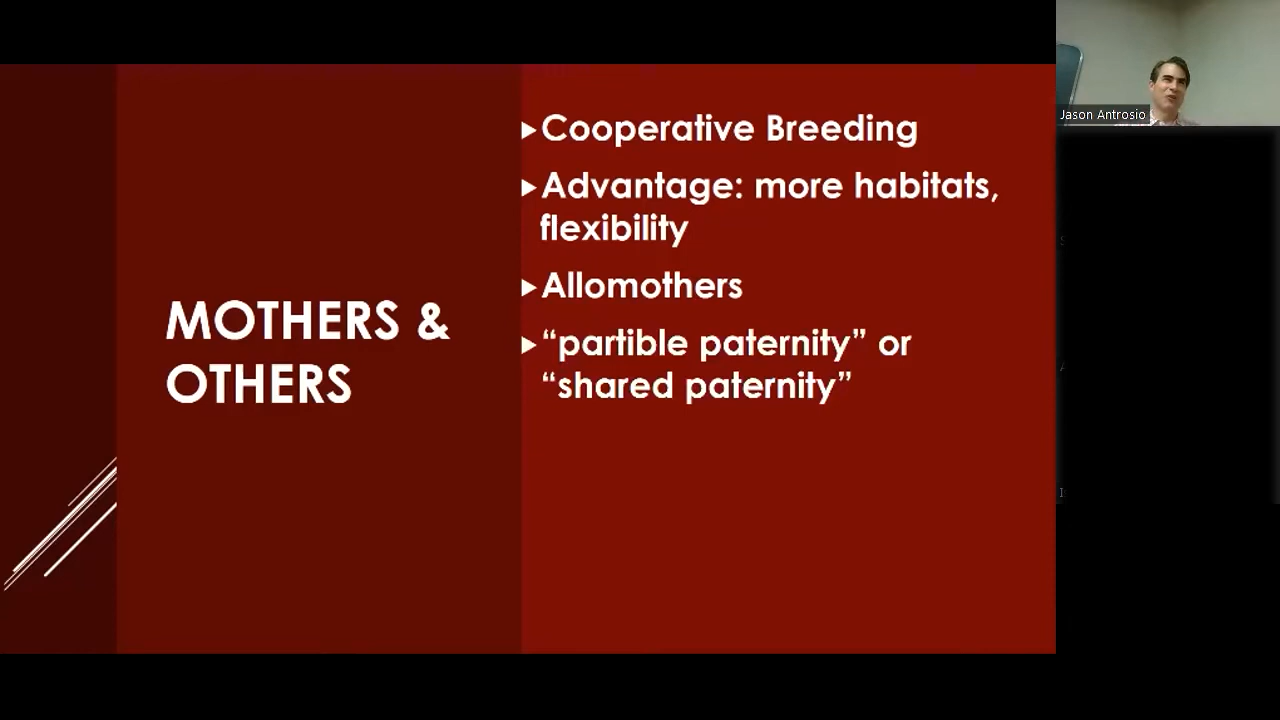 MOTHERS &
OTHERS
Cooperative Breeding
Advantage: more habitats,
flexibility
Allomothers
“partible paternity” or
“shared paternity”
Jason Antrosio